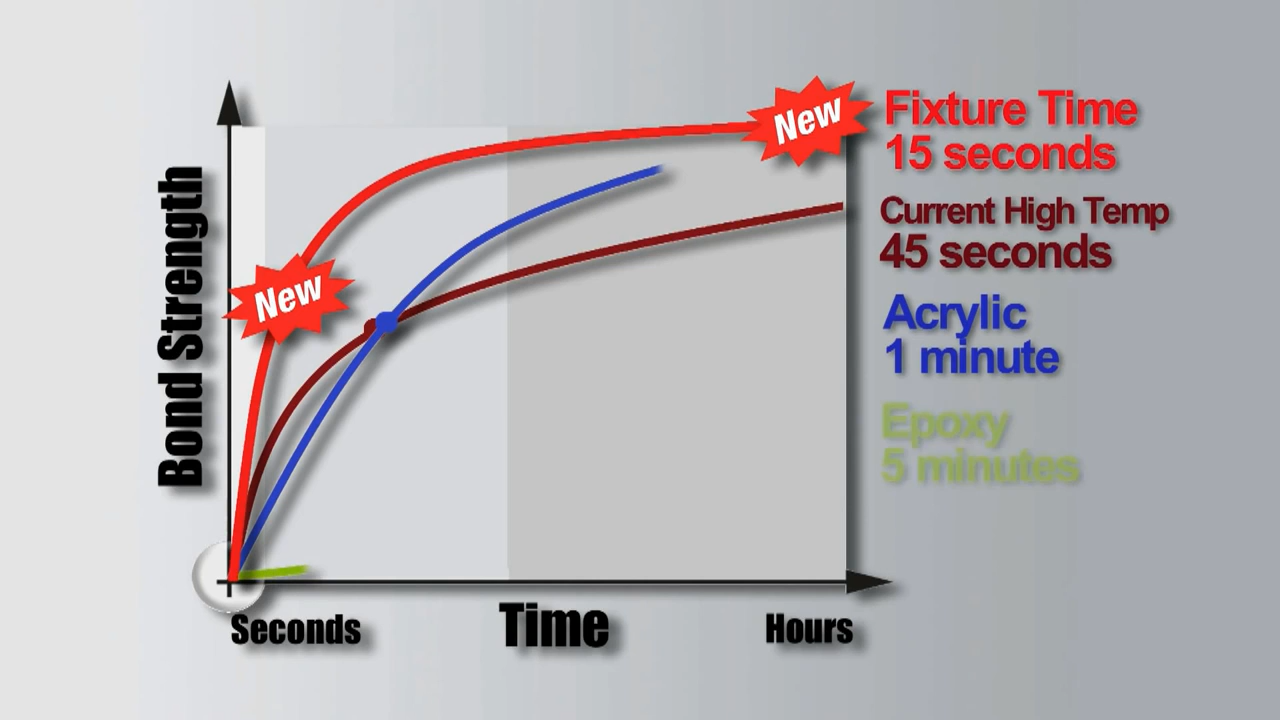 New
Fixture Time
15 seconds
Current High Temp
45 seconds
Acrylic
1 minute
Epoxy
5 minutes
Bond Strength
New
Seconds
Time
Hours